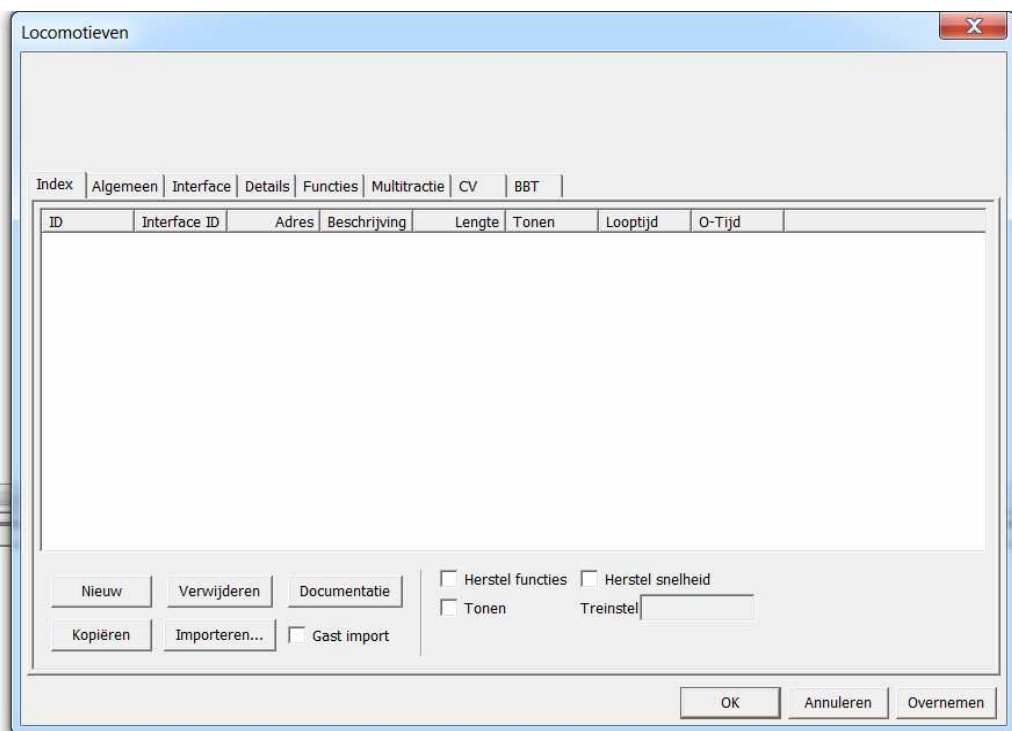 Locomotieven
Index Algemeen Interface Details Functies Multitractie CV BBT
ID Interface ID Adres Beschrijving Lengte Tonen Looptijd O-Tijd
Nieuw Verwijderen Documentatie Herstel functies Herstel snelheid
Tonen Treinstel
Kopiëren Importeren... Gast import
OK Annuleren Overnemen